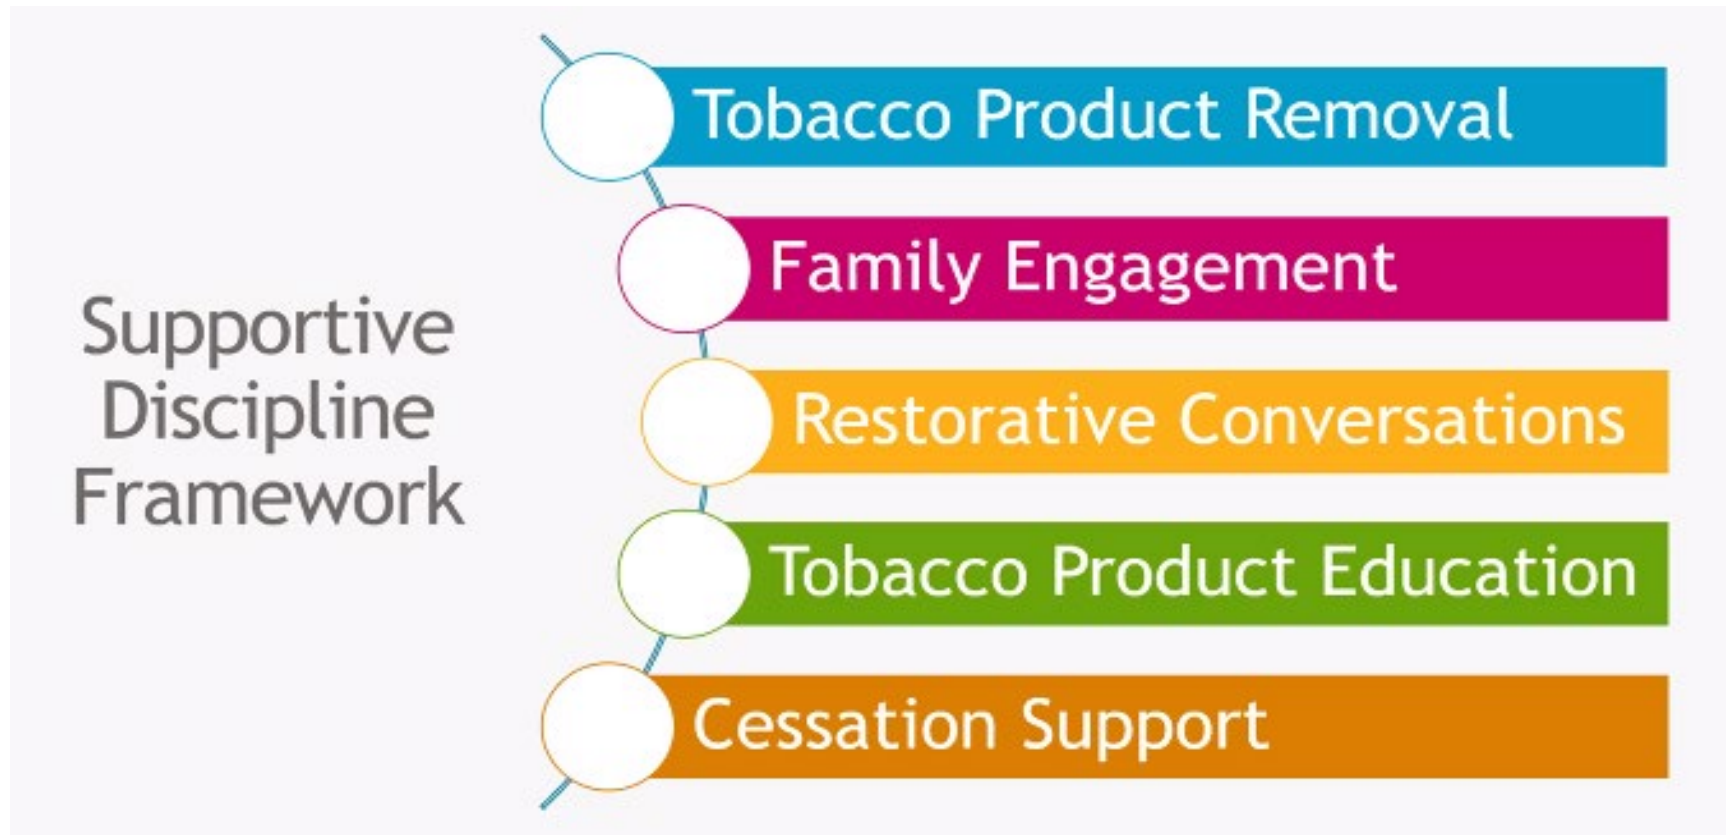 Supportive
Discipline
Framework
Tobacco Product Removal
Family Engagement
Restorative Conversations
Tobacco Product Education
Cessation Support